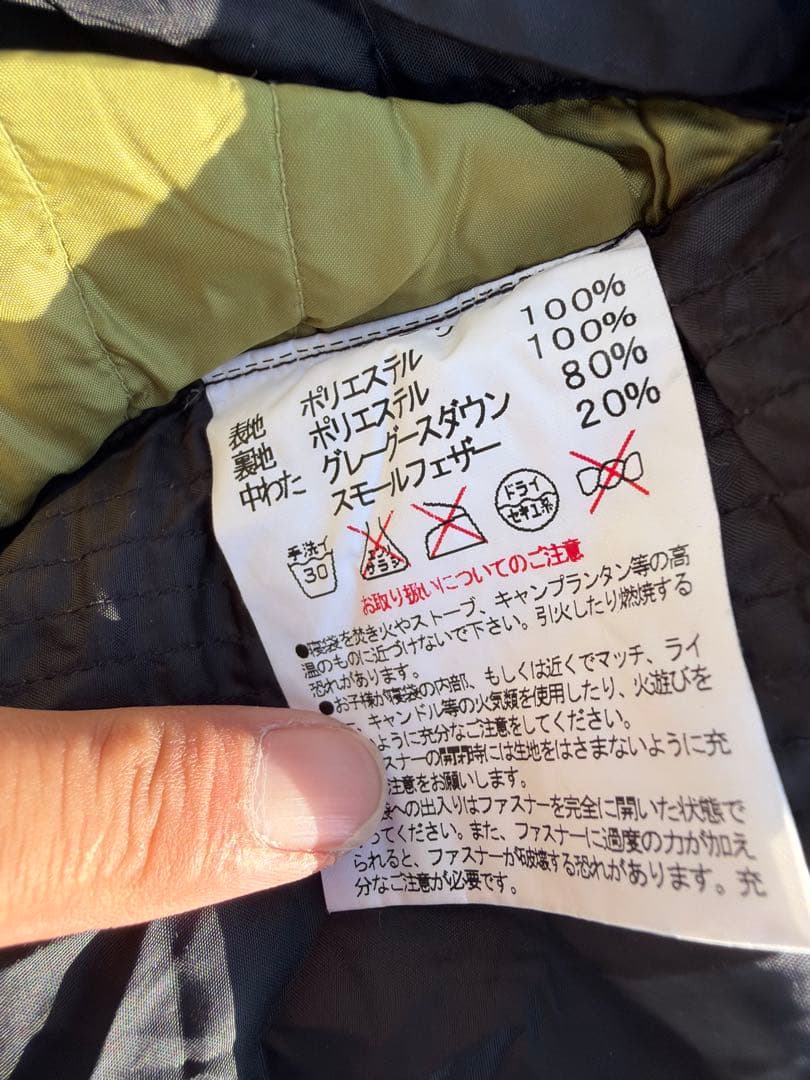 表地 ポリエステル 100%
裏地 ポリエステル 100%
中わた グレーグースダウン 80%
スモールフェザー 20%
手洗イ 30 エンソサラシ ドライ セキユ系
お取り扱いについてのご注意
●寝袋を焚き火やストーブ、キャンプランタン等の高
温のものに近づけないで下さい。引火したり燃焼する
恐れがあります。
●お子様が寝袋の内部、もしくは近くでマッチ、ライ
、キャンドル等の火気類を使用したり、火遊びを
ように充分なご注意をしてください。
スナーの開閉時には生地をはさまないように充
注意をお願いします。
への出入りはファスナーを完全に開いた状態で
ってください。また、ファスナーに過度の力が加え
られると、ファスナーが破壊する恐れがあります。充
分なご注意が必要です。